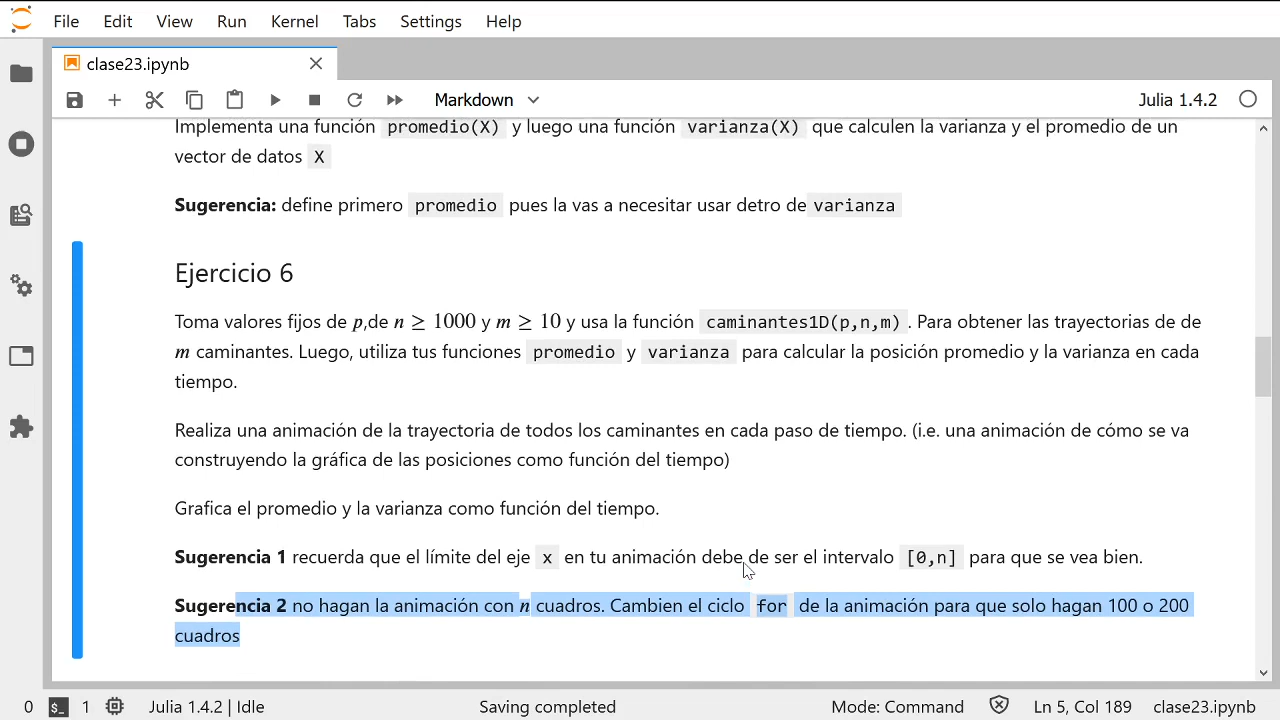 File Edit View Run Kernel Tabs Settings Help
clase23.ipynb
Markdown Julia 1.4.2
Implementa una función promedio(X) y luego una función varianza(X) que calculen la varianza y el promedio de un
vector de datos X
Sugerencia: define primero promedio pues la vas a necesitar usar detro de varianza
Ejercicio 6
Toma valores fijos de p,de n ≥ 1000 y m ≥ 10 y usa la función caminantes1D(p,n,m) . Para obtener las trayectorias de de
m caminantes. Luego, utiliza tus funciones promedio y varianza para calcular la posición promedio y la varianza en cada
tiempo.
Realiza una animación de la trayectoria de todos los caminantes en cada paso de tiempo. (i.e. una animación de cómo se va
construyendo la gráfica de las posiciones como función del tiempo)
Grafica el promedio y la varianza como función del tiempo.
Sugerencia 1 recuerda que el límite del eje x en tu animación debe de ser el intervalo [0,n] para que se vea bien.
Sugerencia 2 no hagan la animación con n cuadros. Cambien el ciclo for de la animación para que solo hagan 100 o 200
cuadros
0 $_ 1 Julia 1.4.2 | Idle Saving completed Mode: Command Ln 5, Col 189 clase23.ipynb